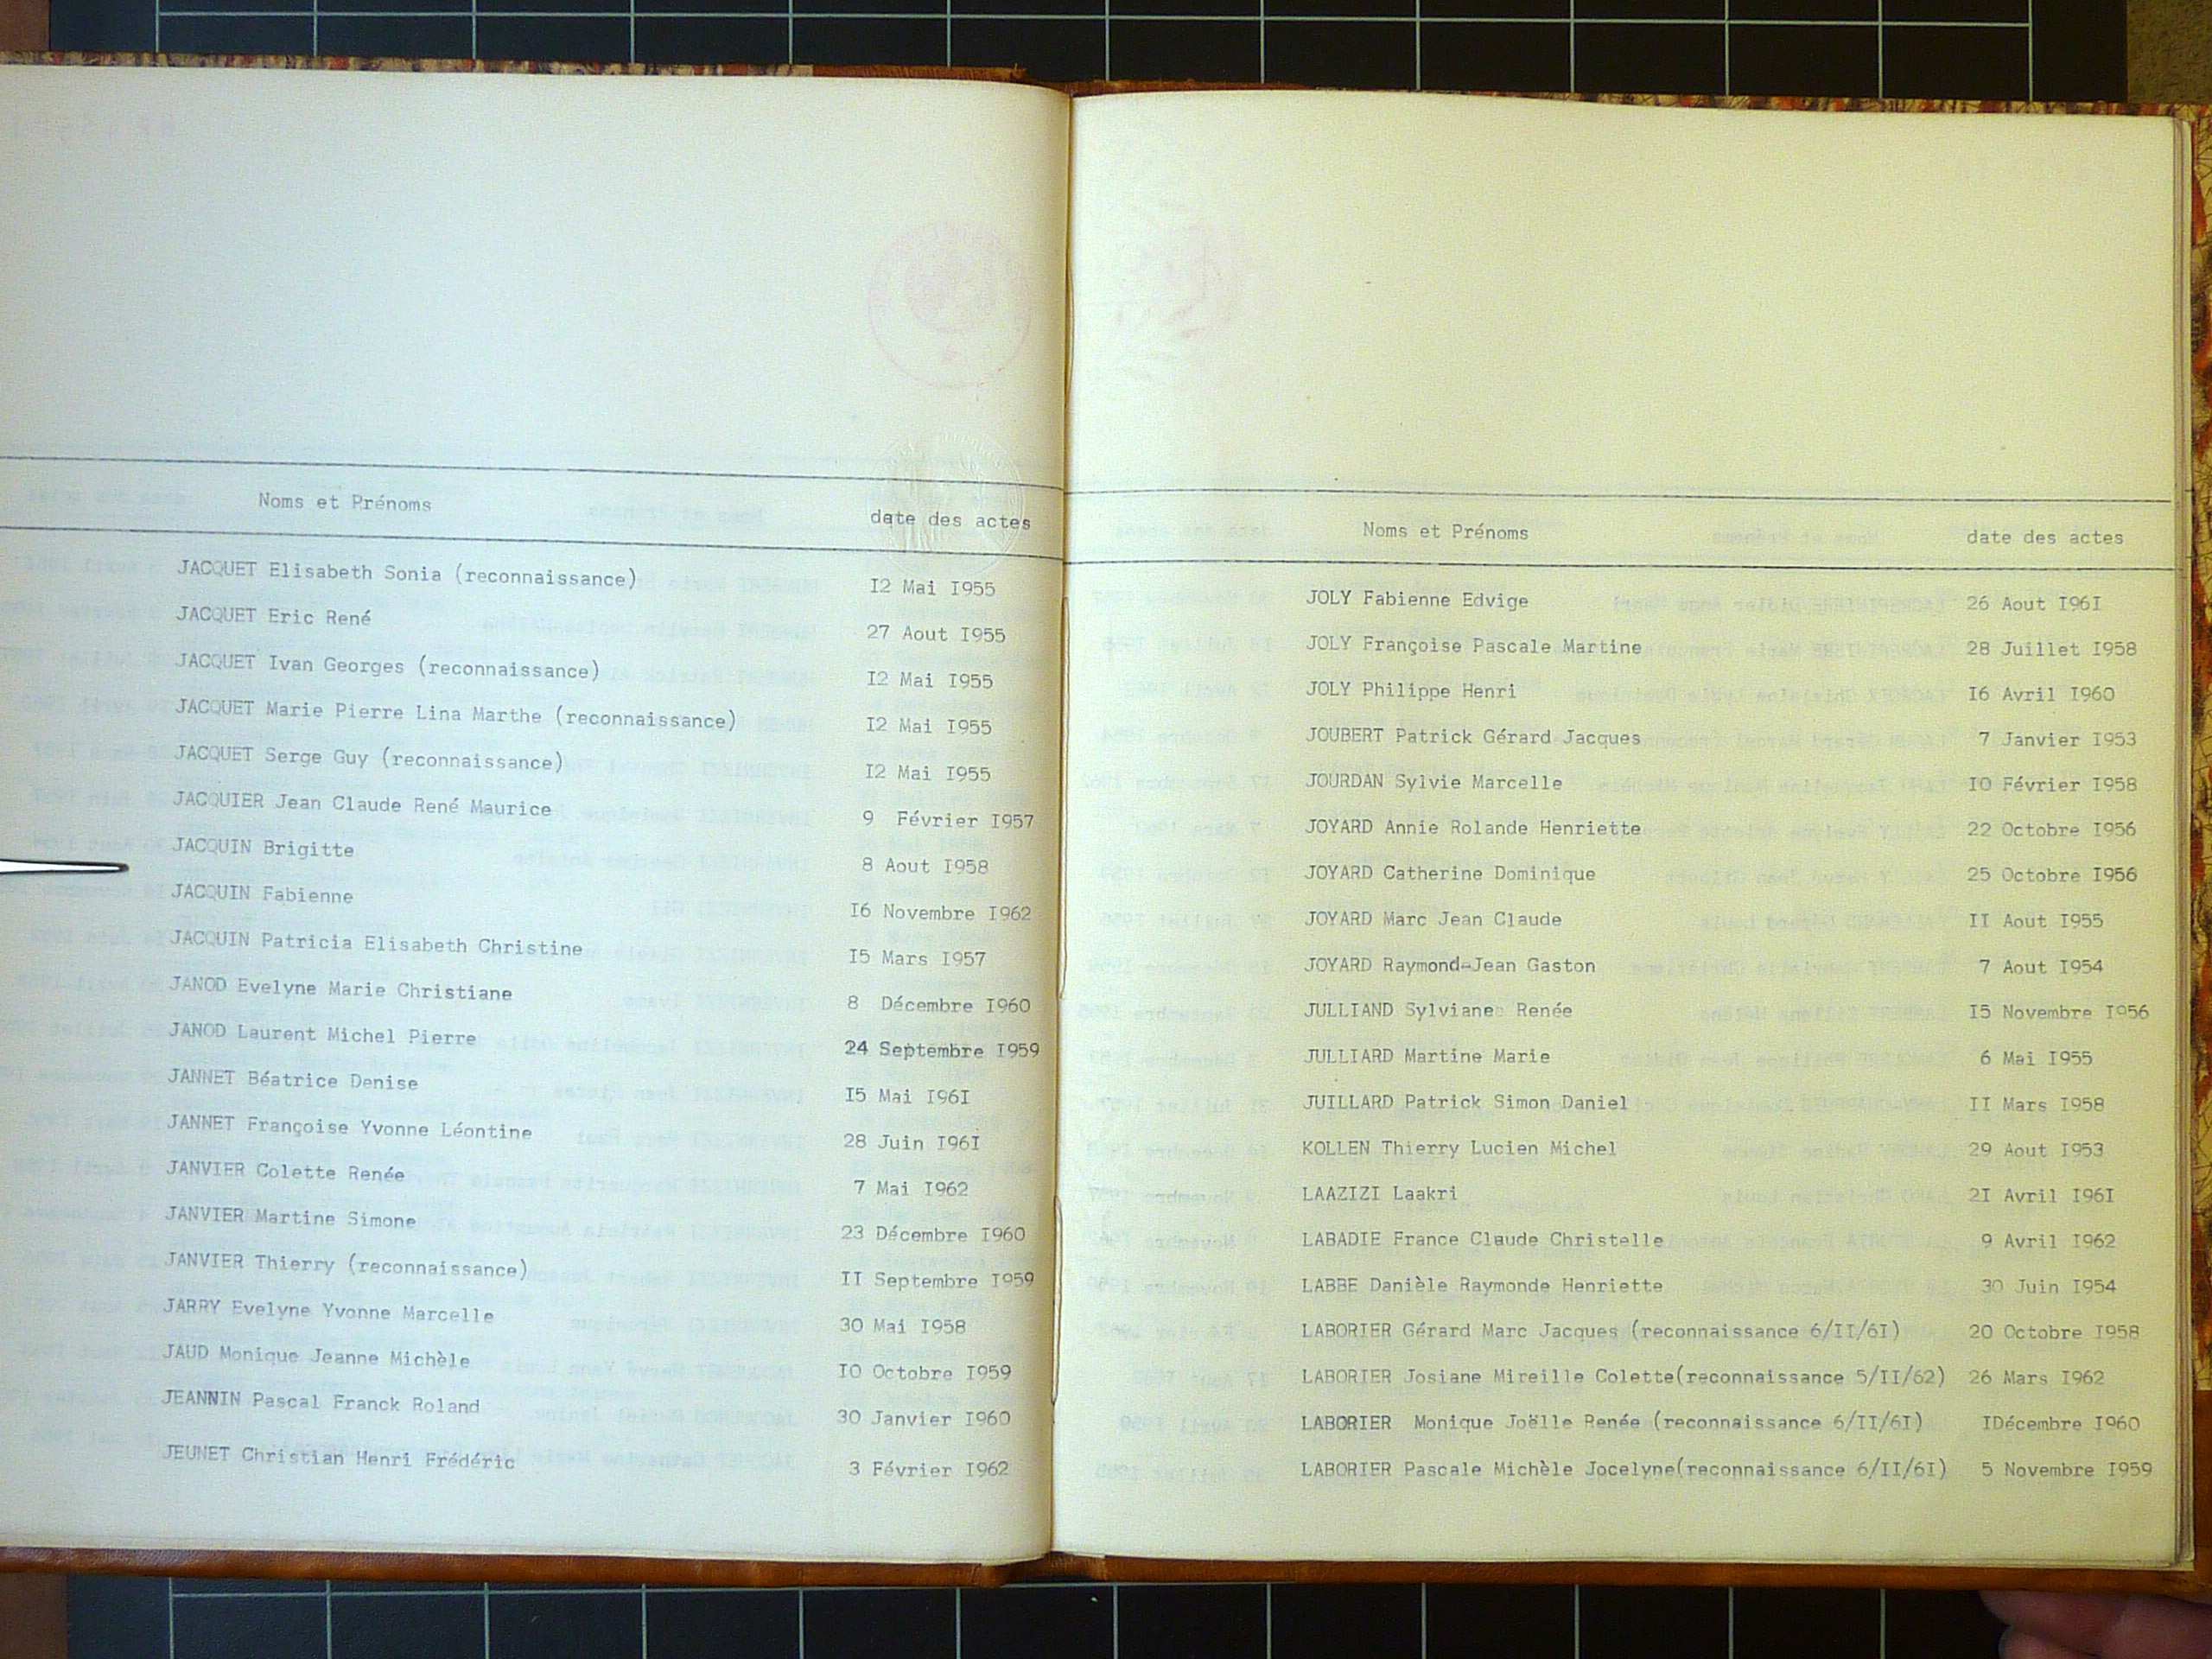 Noms et Prénoms date des actes
JACQUET Elisabeth Sonia (reconnaissance) I2 Mai I955
JACQUET Eric René 27 Aout I955
JACQUET Ivan Georges (reconnaissance) I2 Mai I955
JACQUET Marie Pierre Lina Marthe (reconnaissance) I2 Mai I955
JACQUET Serge Guy (reconnaissance) I2 Mai I955
JACQUIER Jean Claude René Maurice 9 Février I957
JACQUIN Brigitte 8 Aout I958
JACQUIN Fabienne I6 Novembre I962
JACQUIN Patricia Elisabeth Christine I5 Mars I957
JANOD Evelyne Marie Christiane 8 Décembre I960
JANOD Laurent Michel Pierre 24 Septembre I959
JANNET Béatrice Denise I5 Mai I96I
JANNET Françoise Yvonne Léontine 28 Juin I96I
JANVIER Colette Renée 7 Mai I962
JANVIER Martine Simone 23 Décembre I960
JANVIER Thierry (reconnaissance) II Septembre I959
JARRY Evelyne Yvonne Marcelle 30 Mai I958
JAUD Monique Jeanne Michèle IO Octobre I959
JEANNIN Pascal Franck Roland 30 Janvier I960
JEUNET Christian Henri Frédéric 3 Février I962
Noms et Prénoms date des actes
JOLY Fabienne Edvige 26 Aout I96I
JOLY Françoise Pascale Martine 28 Juillet I958
JOLY Philippe Henri I6 Avril I960
JOUBERT Patrick Gérard Jacques 7 Janvier I953
JOURDAN Sylvie Marcelle IO Février I958
JOYARD Annie Rolande Henriette 22 Octobre I956
JOYARD Catherine Dominique 25 Octobre I956
JOYARD Marc Jean Claude II Aout I955
JOYARD Raymond-Jean Gaston 7 Aout I954
JULLIAND Sylviane Renée I5 Novembre I956
JULLIARD Martine Marie 6 Mai I955
JUILLARD Patrick Simon Daniel II Mars I958
KOLLEN Thierry Lucien Michel 29 Aout I953
LAAZIZI Laakri 2I Avril I96I
LABADIE France Claude Christelle 9 Avril I962
LABBE Danièle Raymonde Henriette 30 Juin I954
LABORIER Gérard Marc Jacques (reconnaissance 6/II/6I) 20 Octobre I958
LABORIER Josiane Mireille Colette(reconnaissance 5/II/62) 26 Mars I962
LABORIER Monique Joëlle Renée (reconnaissance 6/II/6I) IDécembre I960
LABORIER Pascale Michèle Jocelyne(reconnaissance 6/II/6I) 5 Novembre I959